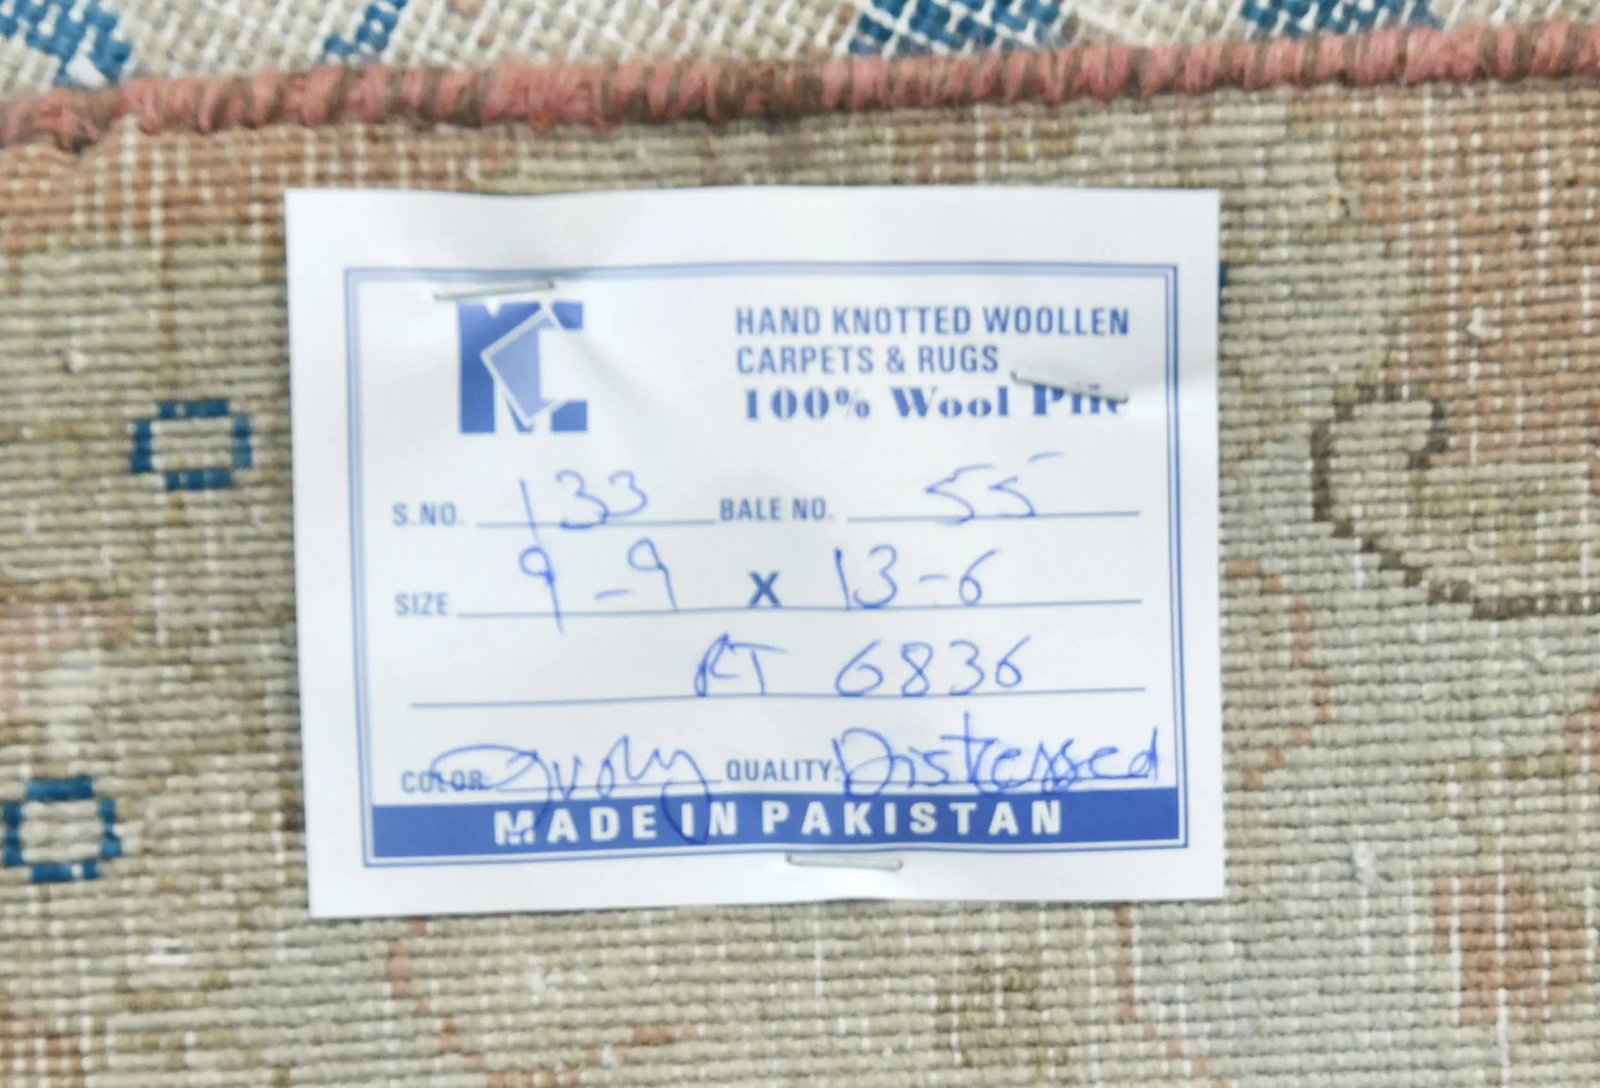 KC
HAND KNOTTED WOOLLEN
CARPETS & RUGS
100% Wool Pile
S.NO. 133 BALE NO. 55
SIZE 9-9 X 13-6
RT 6836
COLOR: Ivory QUALITY: Distressed
MADE IN PAKISTAN